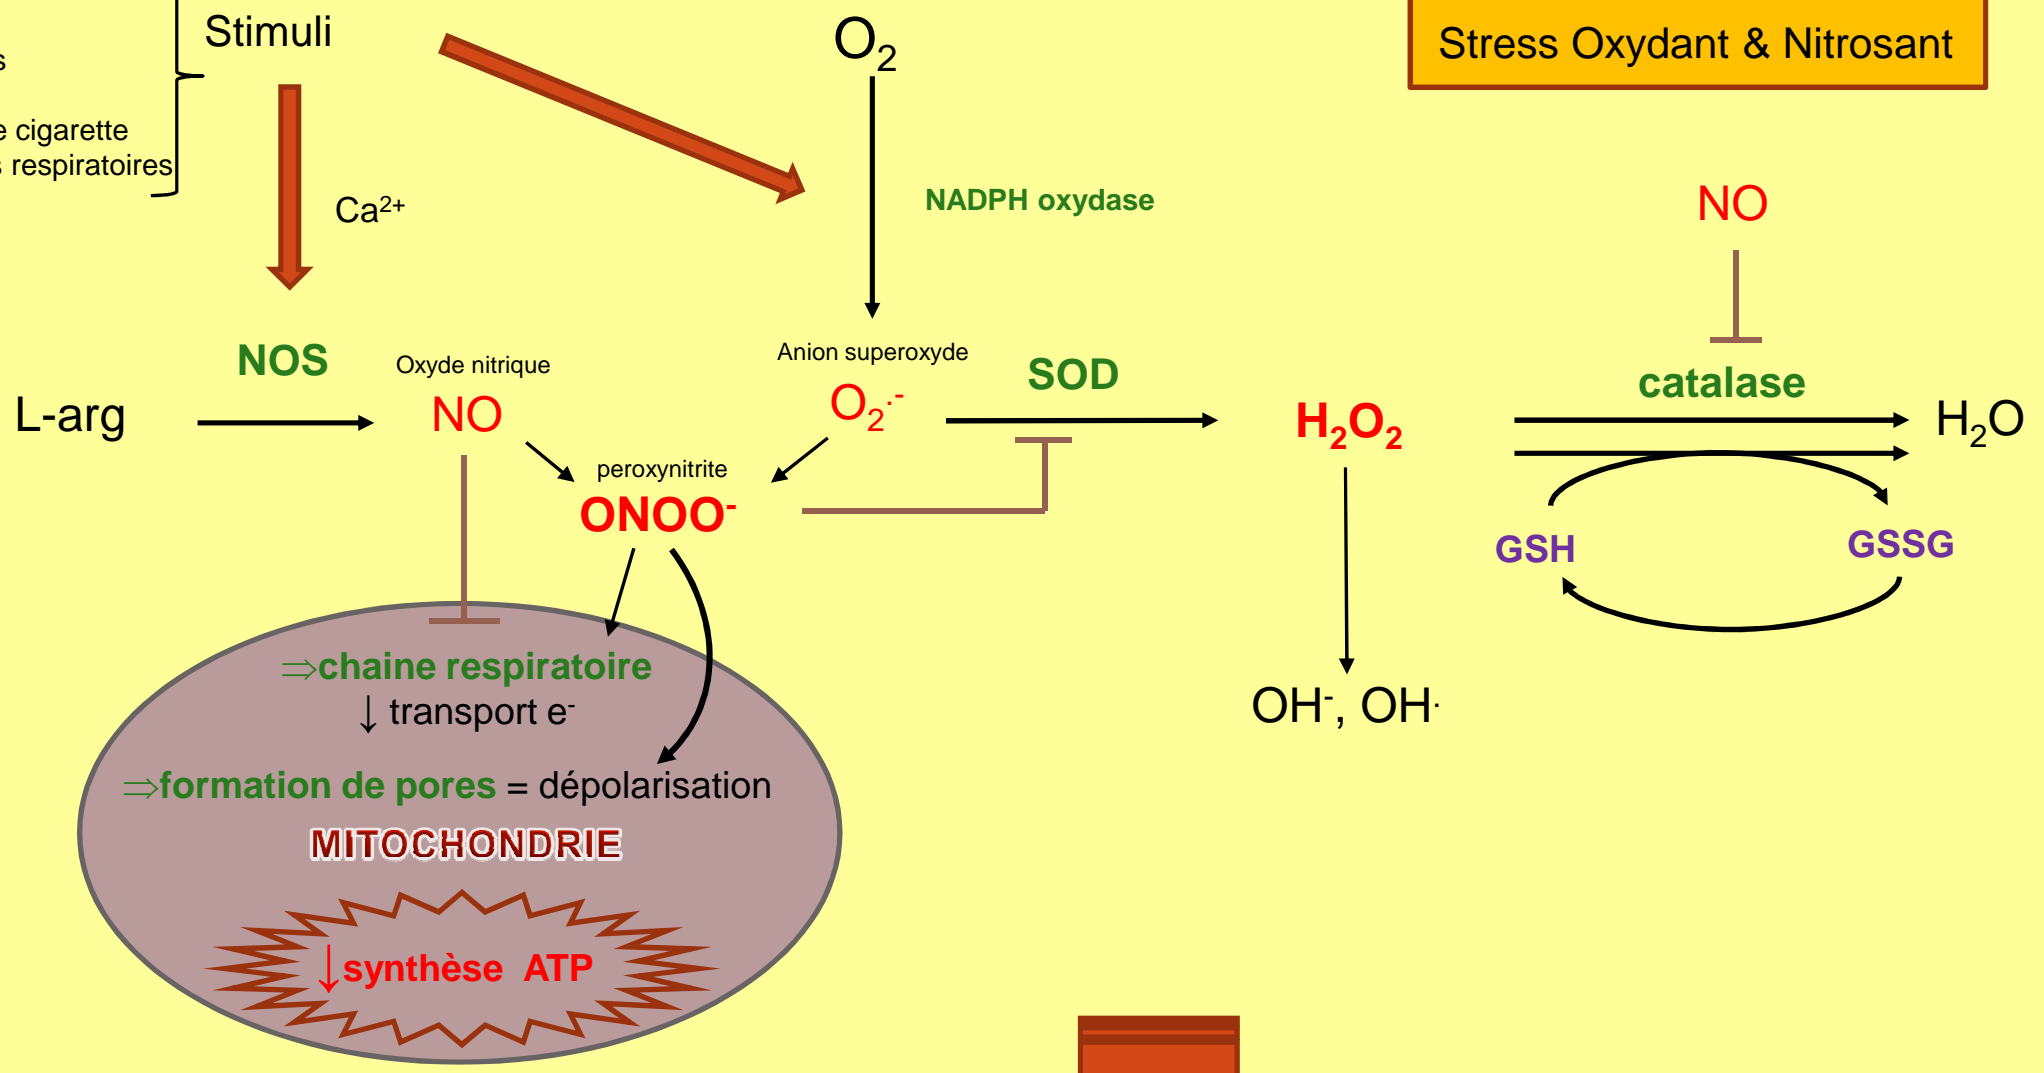 Stimuli
O₂
Stress Oxydant & Nitrosant
s
e cigarette
s respiratoires
Ca²⁺
NADPH oxydase
NO
NOS
Oxyde nitrique
Anion superoxyde
SOD
catalase
L-arg
NO
O₂·⁻
H₂O₂
H₂O
peroxynitrite
ONOO⁻
GSH
GSSG
⇒chaine respiratoire
↓ transport e⁻
OH⁻, OH·
⇒formation de pores = dépolarisation
MITOCHONDRIE
↓synthèse ATP